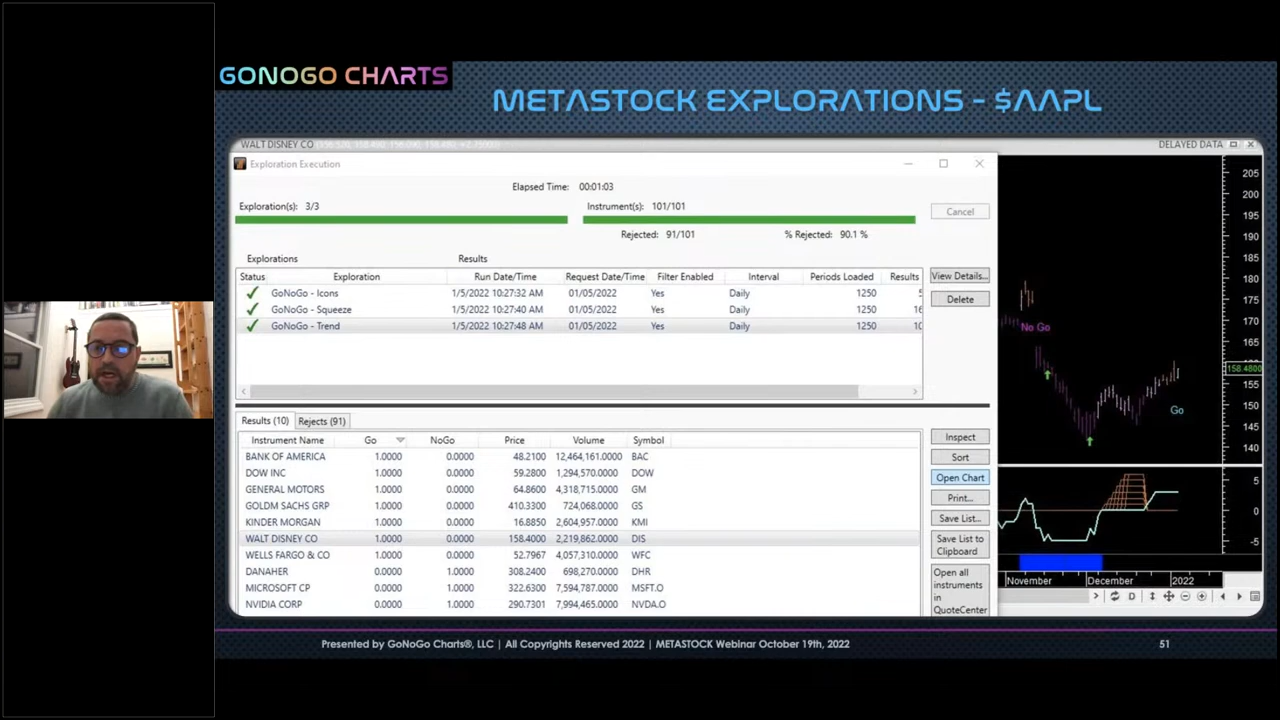 GONOGO CHARTS
METASTOCK EXPLORATIONS - $AAPL
WALT DISNEY CO
DELAYED DATA
Exploration Execution
Elapsed Time: 00:01:03
Exploration(s): 3/3 Instrument(s): 101/101
Cancel
Rejected: 91/101 % Rejected: 90.1 %
Explorations Results
Status Exploration Run Date/Time Request Date/Time Filter Enabled Interval Periods Loaded Results
GoNoGo - Icons 1/5/2022 10:27:32 AM 01/05/2022 Yes Daily 1250 5
GoNoGo - Squeeze 1/5/2022 10:27:40 AM 01/05/2022 Yes Daily 1250 16
GoNoGo - Trend 1/5/2022 10:27:48 AM 01/05/2022 Yes Daily 1250 10
View Details...
Delete
Results (10) Rejects (91)
Instrument Name Go NoGo Price Volume Symbol
BANK OF AMERICA 1.0000 0.0000 48.2100 12,464,161.0000 BAC
DOW INC 1.0000 0.0000 59.2800 1,294,570.0000 DOW
GENERAL MOTORS 1.0000 0.0000 64.8600 4,318,715.0000 GM
GOLDM SACHS GRP 1.0000 0.0000 410.3300 724,068.0000 GS
KINDER MORGAN 1.0000 0.0000 16.8850 2,604,957.0000 KMI
WALT DISNEY CO 1.0000 0.0000 158.4000 2,219,862.0000 DIS
WELLS FARGO & CO 1.0000 0.0000 52.7967 4,057,310.0000 WFC
DANAHER 0.0000 1.0000 308.2400 698,270.0000 DHR
MICROSOFT CP 0.0000 1.0000 322.6300 7,594,787.0000 MSFT.O
NVIDIA CORP 0.0000 1.0000 290.7301 7,994,465.0000 NVDA.O
Inspect
Sort
Open Chart
Print...
Save List...
Save List to
Clipboard
Open all
instruments
in
QuoteCenter
205
200
195
190
185
180
175
170
165
158.4800
155
150
145
140
No Go
Go
5
0
-5
November December 2022
D
Presented by GoNoGo Charts®, LLC | All Copyrights Reserved 2022 | METASTOCK Webinar October 19th, 2022
51